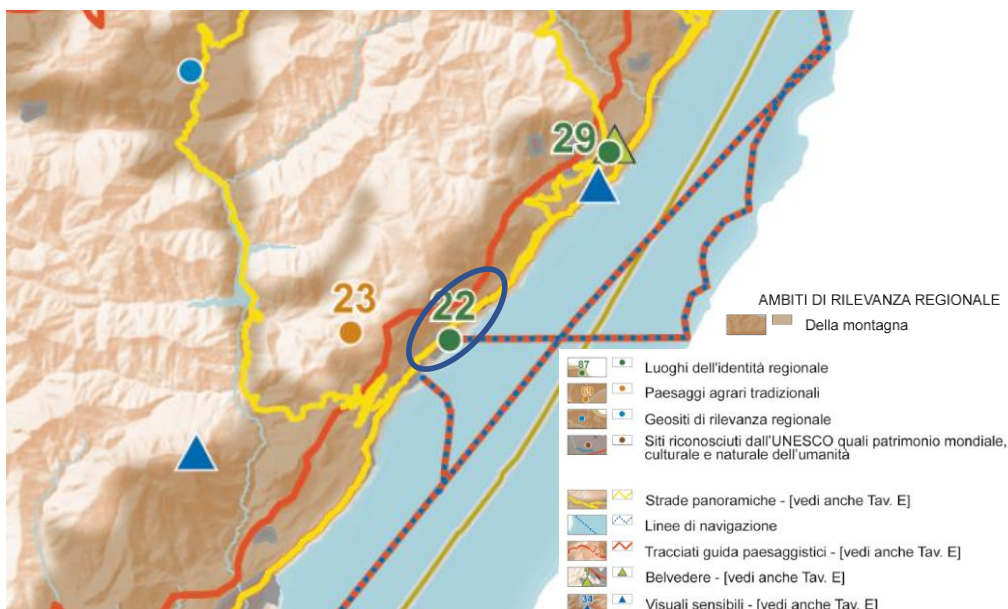 29
23
22
AMBITI DI RILEVANZA REGIONALE
Della montagna
87
Luoghi dell'identità regionale
Paesaggi agrari tradizionali
Geositi di rilevanza regionale
Siti riconosciuti dall'UNESCO quali patrimonio mondiale,
culturale e naturale dell'umanità
Strade panoramiche - [vedi anche Tav. E]
Linee di navigazione
Tracciati guida paesaggistici - [vedi anche Tav. E]
Belvedere - [vedi anche Tav. E]
34
Visuali sensibili - [vedi anche Tav. E]